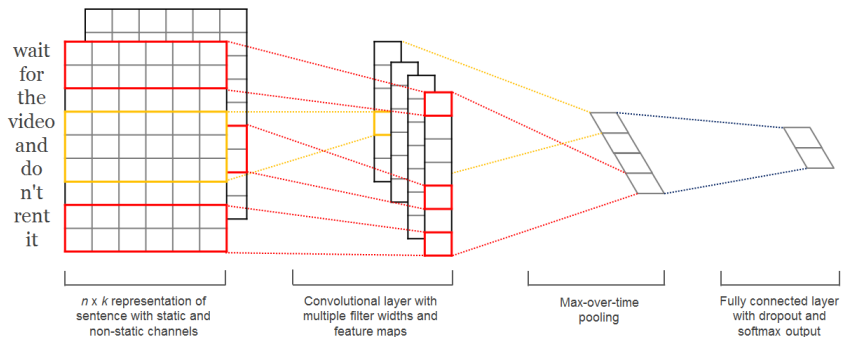 wait
for
the
video
and
do
n't
rent
it
n x k representation of
sentence with static and
non-static channels
Convolutional layer with
multiple filter widths and
feature maps
Max-over-time
pooling
Fully connected layer
with dropout and
softmax output